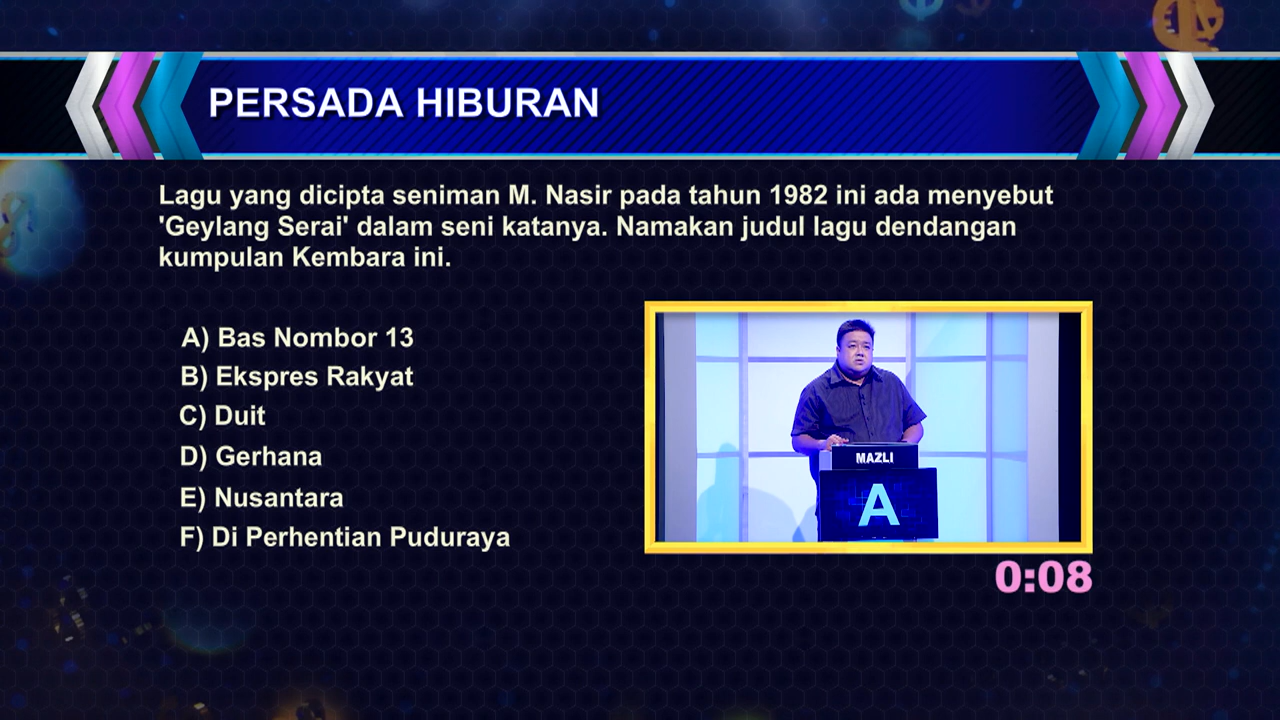 PERSADA HIBURAN
Lagu yang dicipta seniman M. Nasir pada tahun 1982 ini ada menyebut
'Geylang Serai' dalam seni katanya. Namakan judul lagu dendangan
kumpulan Kembara ini.
A) Bas Nombor 13
B) Ekspres Rakyat
C) Duit
D) Gerhana
E) Nusantara
F) Di Perhentian Puduraya
MAZLI
A
0:08